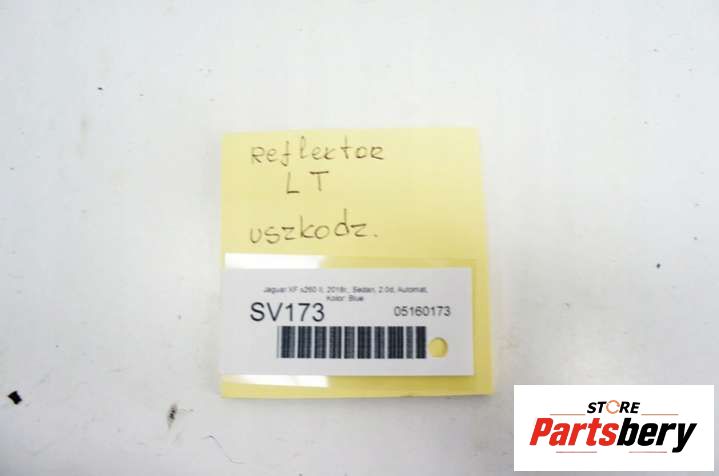 Reflektor
LT
uszkodz.
Jaguar XF x260 II, 2016r., Sedan, 2.0d, Automat,
Kolor: Blue
SV173 05160173
STORE
Partsbery